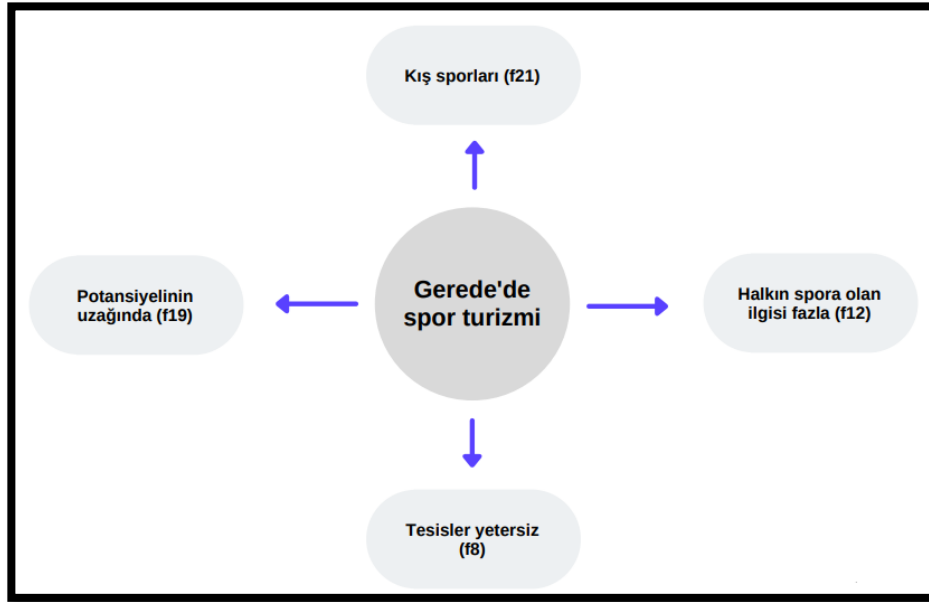 Kış sporları (f21)
Potansiyelinin
uzağında (f19)
Gerede'de
spor turizmi
Halkın spora olan
ilgisi fazla (f12)
Tesisler yetersiz
(f8)